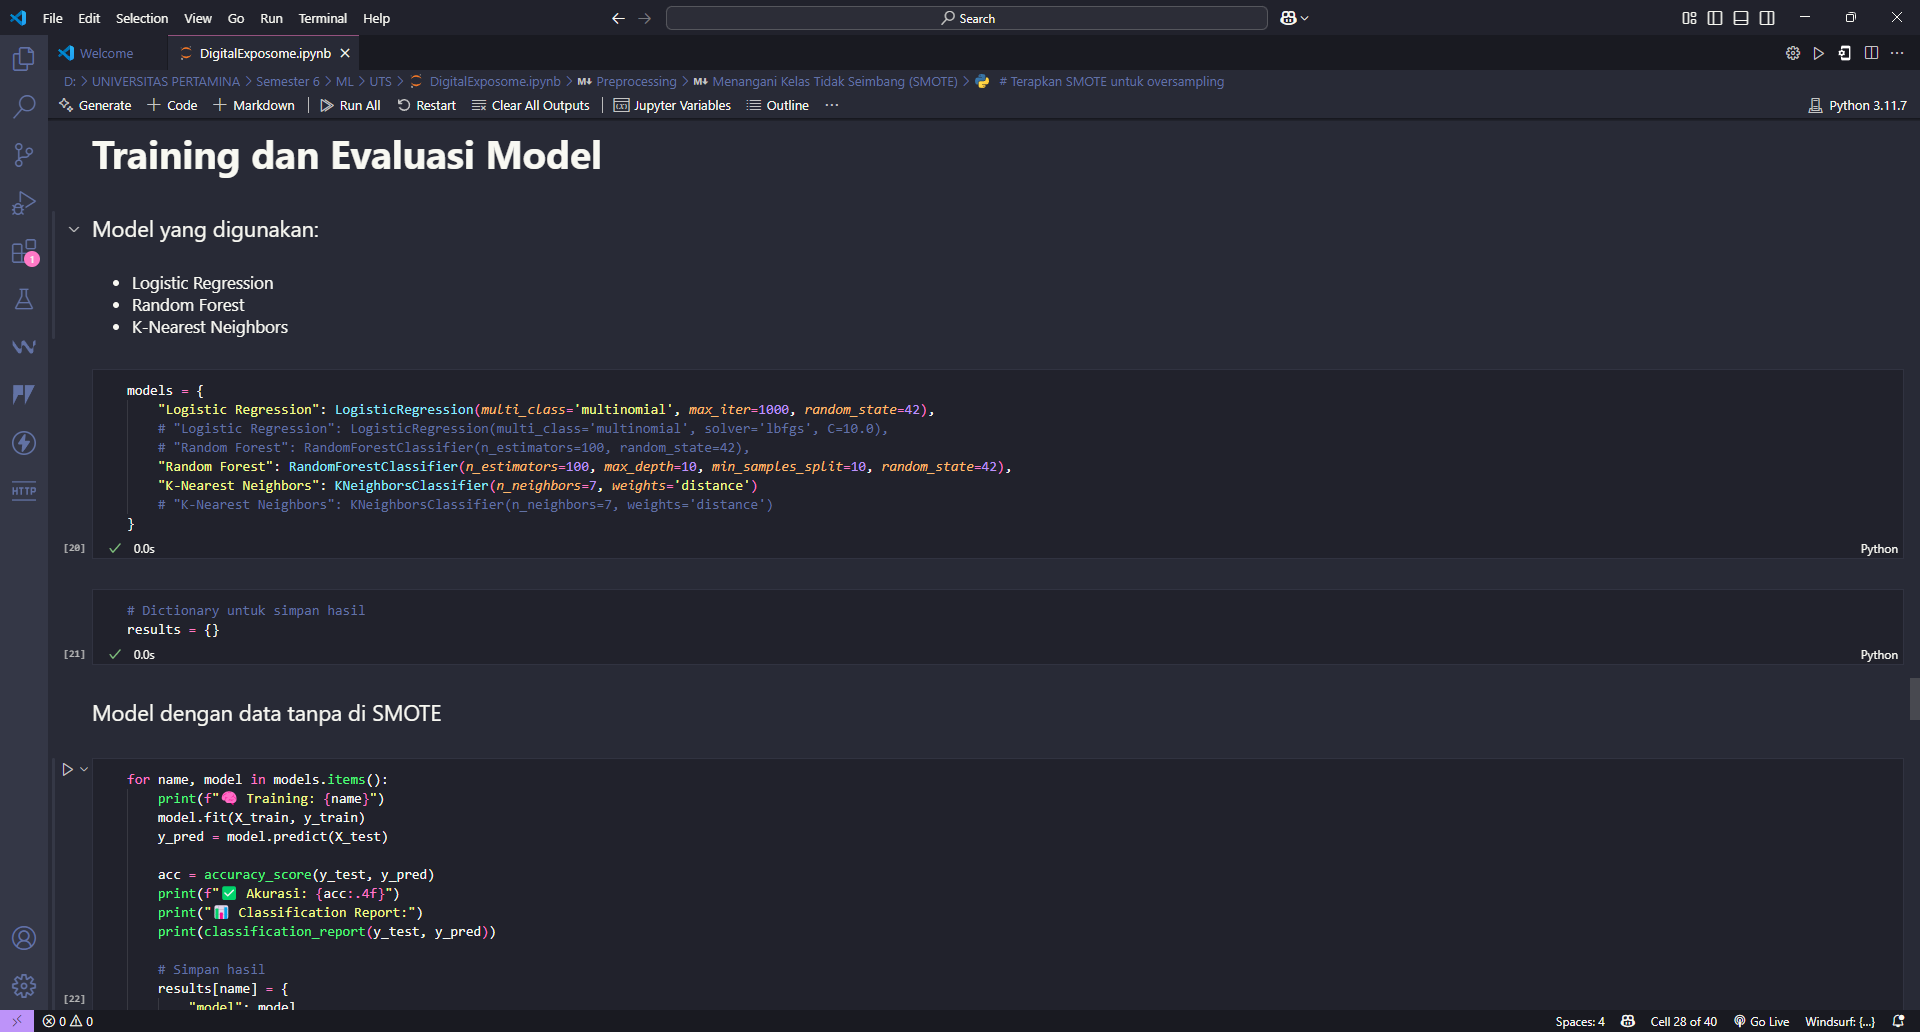 File Edit Selection View Go Run Terminal Help
Search
Welcome
DigitalExposome.ipynb
D: > UNIVERSITAS PERTAMINA > Semester 6 > ML > UTS > DigitalExposome.ipynb > M↓ Preprocessing > M↓ Menangani Kelas Tidak Seimbang (SMOTE) > # Terapkan SMOTE untuk oversampling
Generate + Code + Markdown | Run All Restart Clear All Outputs | Jupyter Variables Outline ···
Python 3.11.7
Training dan Evaluasi Model
Model yang digunakan:
• Logistic Regression
• Random Forest
• K-Nearest Neighbors
models = {
    "Logistic Regression": LogisticRegression(multi_class='multinomial', max_iter=1000, random_state=42),
    # "Logistic Regression": LogisticRegression(multi_class='multinomial', solver='lbfgs', C=10.0),
    # "Random Forest": RandomForestClassifier(n_estimators=100, random_state=42),
    "Random Forest": RandomForestClassifier(n_estimators=100, max_depth=10, min_samples_split=10, random_state=42),
    "K-Nearest Neighbors": KNeighborsClassifier(n_neighbors=7, weights='distance')
    # "K-Nearest Neighbors": KNeighborsClassifier(n_neighbors=7, weights='distance')
}
[20] ✓ 0.0s Python
# Dictionary untuk simpan hasil
results = {}
[21] ✓ 0.0s Python
Model dengan data tanpa di SMOTE
for name, model in models.items():
    print(f"🧠 Training: {name}")
    model.fit(X_train, y_train)
    y_pred = model.predict(X_test)
    acc = accuracy_score(y_test, y_pred)
    print(f"✅ Akurasi: {acc:.4f}")
    print("📊 Classification Report:")
    print(classification_report(y_test, y_pred))
    # Simpan hasil
    results[name] = {
[22]
        "model": model
1
HTTP
0 0
Spaces: 4 Cell 28 of 40 Go Live Windsurf: {...}